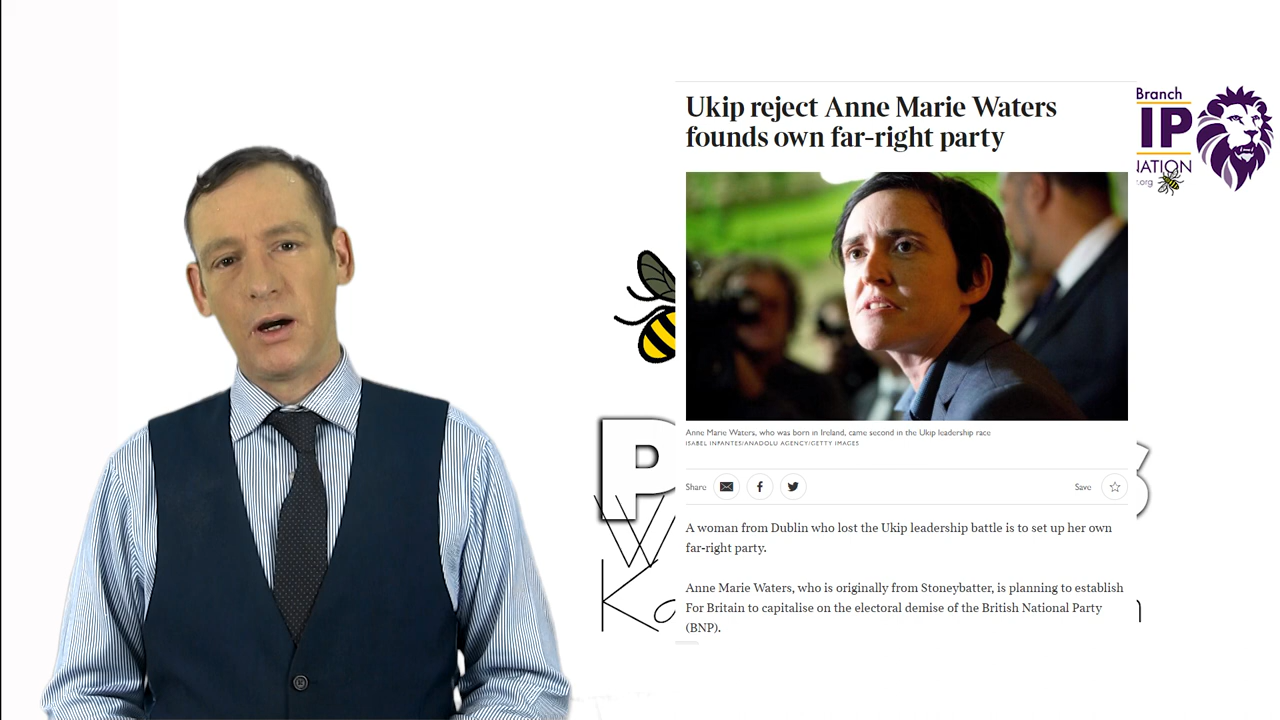 Ukip reject Anne Marie Waters
founds own far-right party
Branch
IP
NATION
Anne Marie Waters, who was born in Ireland, came second in the Ukip leadership race
ISABEL INFANTES/ANADOLU AGENCY/GETTY IMAGES
Share
Save
A woman from Dublin who lost the Ukip leadership battle is to set up her own
far-right party.
Anne Marie Waters, who is originally from Stoneybatter, is planning to establish
For Britain to capitalise on the electoral demise of the British National Party
(BNP).